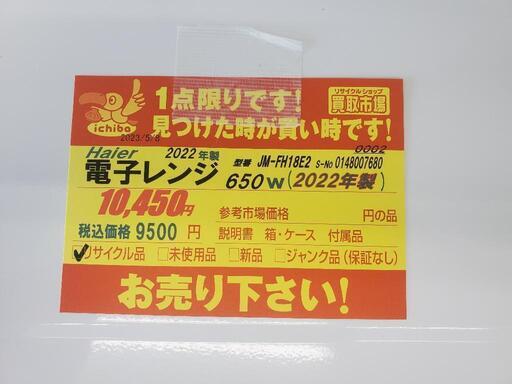 ichiba
1点限りです!
見つけた時が買い時です!
リサイクルショップ
買取市場
2023/5/8
0002
Haier
2022年製
型番 JM-FH18E2 S-No 0148007680
電子レンジ 650W(2022年製)
10,450円
参考市場価格 円の品
税込価格 9500 円
説明書 箱・ケース 付属品
✓リサイクル品 □未使用品 □新品 □ジャンク品(保証なし)
お売り下さい!